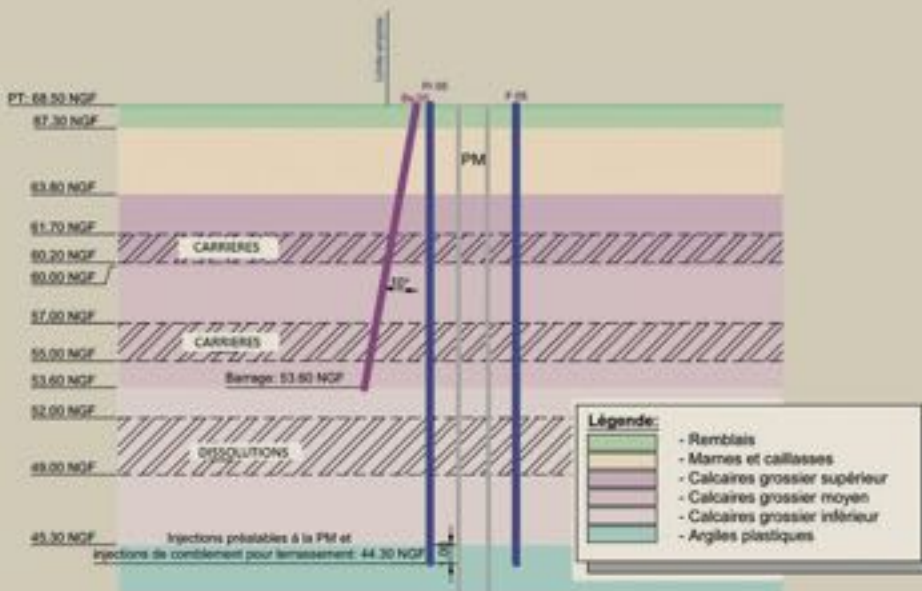 PT: 68.50 NGF
67.30 NGF
PM
63.80 NGF
61.70 NGF
CARRIÈRES
60.20 NGF
60.00 NGF
10°
57.00 NGF
CARRIÈRES
55.00 NGF
Barrage: 53.60 NGF
53.60 NGF
52.00 NGF
DISSOLUTIONS
49.00 NGF
45.30 NGF
Injections préalables à la PM et
injections de comblement pour terrassement: 44.30 NGF
Légende:
- Remblais
- Marnes et caillasses
- Calcaires grossier supérieur
- Calcaires grossier moyen
- Calcaires grossier inférieur
- Argiles plastiques